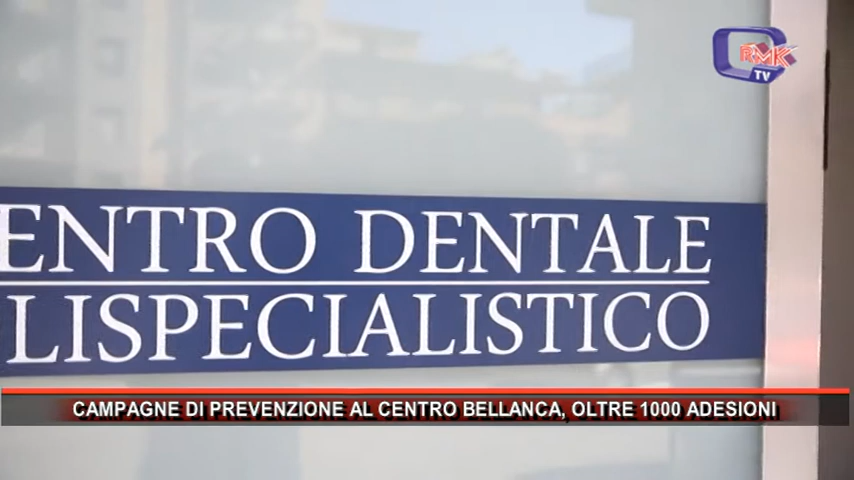 RMK
TV
ENTRO DENTALE
LISPECIALISTICO
CAMPAGNE DI PREVENZIONE AL CENTRO BELLANCA, OLTRE 1000 ADESIONI